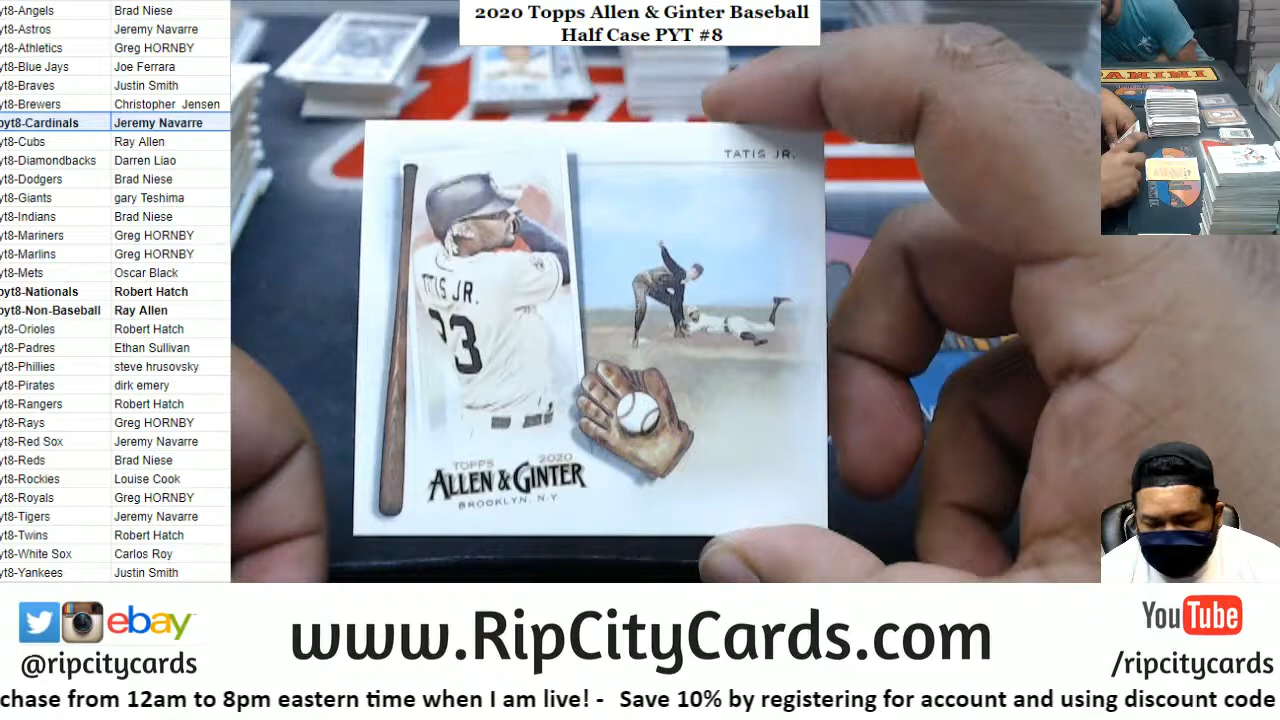 2020 Topps Allen & Ginter Baseball
Half Case PYT #8
yt8-Angels Brad Niese
yt8-Astros Jeremy Navarre
yt8-Athletics Greg HORNBY
yt8-Blue Jays Joe Ferrara
yt8-Braves Justin Smith
yt8-Brewers Christopher Jensen
pyt8-Cardinals Jeremy Navarre
yt8-Cubs Ray Allen
yt8-Diamondbacks Darren Liao
yt8-Dodgers Brad Niese
yt8-Giants gary Teshima
yt8-Indians Brad Niese
yt8-Mariners Greg HORNBY
yt8-Marlins Greg HORNBY
yt8-Mets Oscar Black
pyt8-Nationals Robert Hatch
pyt8-Non-Baseball Ray Allen
yt8-Orioles Robert Hatch
yt8-Padres Ethan Sullivan
yt8-Phillies steve hrusovsky
yt8-Pirates dirk emery
yt8-Rangers Robert Hatch
yt8-Rays Greg HORNBY
yt8-Red Sox Jeremy Navarre
yt8-Reds Brad Niese
yt8-Rockies Louise Cook
yt8-Royals Greg HORNBY
yt8-Tigers Jeremy Navarre
yt8-Twins Robert Hatch
yt8-White Sox Carlos Roy
yt8-Yankees Justin Smith
TATIS JR.
TATIS JR.
23
TOPPS 2020
ALLEN & GINTER
BROOKLYN, N.Y
PANINI
ebay
@ripcitycards
www.RipCityCards.com
YouTube
/ripcitycards
chase from 12am to 8pm eastern time when I am live! - Save 10% by registering for account and using discount code